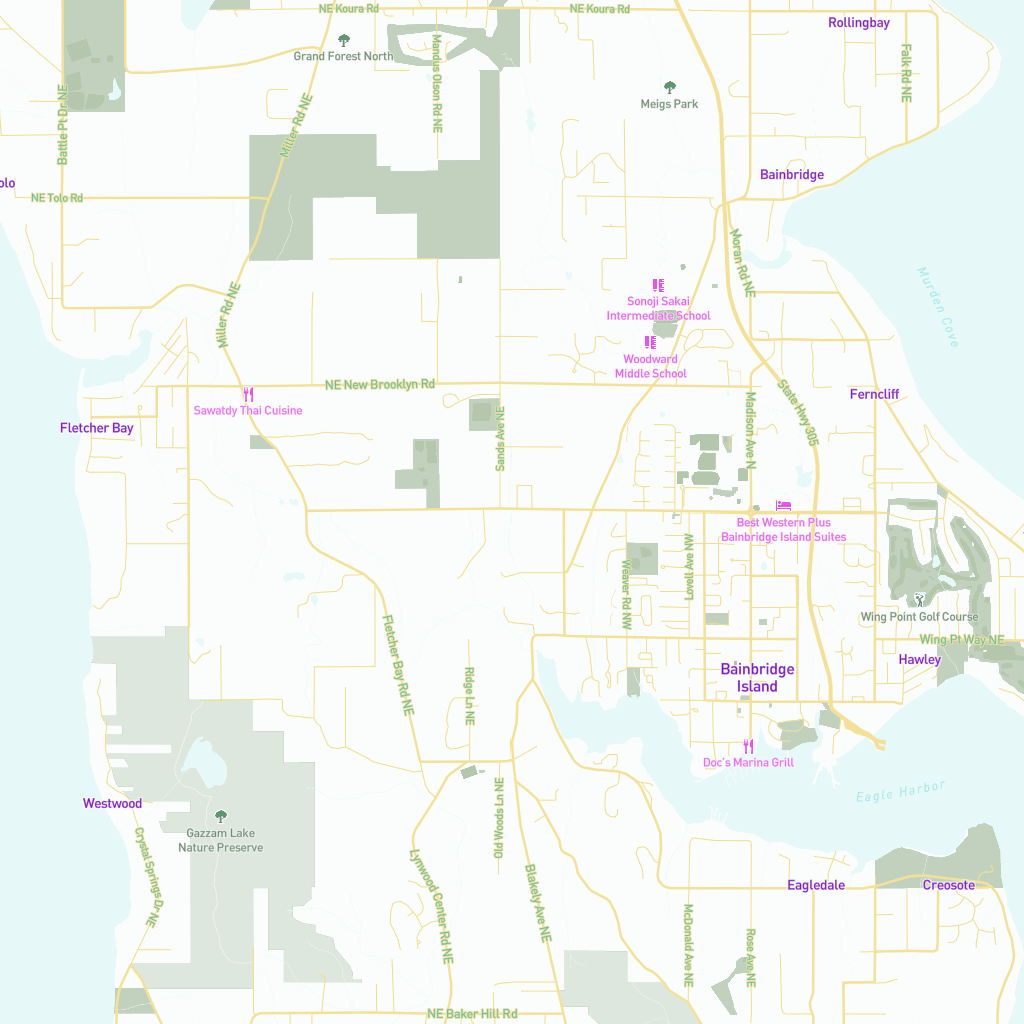 NE Koura Rd
NE Koura Rd
Rollingbay
Grand Forest North
Mandus Olson Rd NE
Falk Rd NE
Meigs Park
Battle Pt Dr NE
Miller Rd NE
Bainbridge
olo
NE Tolo Rd
Moran Rd NE
Murden Cove
Sonoji Sakai
Intermediate School
Miller Rd NE
Woodward
Middle School
NE New Brooklyn Rd
Sawatdy Thai Cuisine
State Hwy 305
Ferncliff
Fletcher Bay
Sands Ave NE
Madison Ave N
Best Western Plus
Bainbridge Island Suites
Weaver Rd NW
Lovell Ave NW
Wing Point Golf Course
Wing Pt Way NE
Fletcher Bay Rd NE
Hawley
Ridge Ln NE
Bainbridge
Island
Doc's Marina Grill
Eagle Harbor
Westwood
Old Woods Ln NE
Gazzam Lake
Nature Preserve
Crystal Springs Dr NE
Lynwood Center Rd NE
Blakely Ave NE
Eagledale
Creosote
McDonald Ave NE
Rose Ave NE
NE Baker Hill Rd